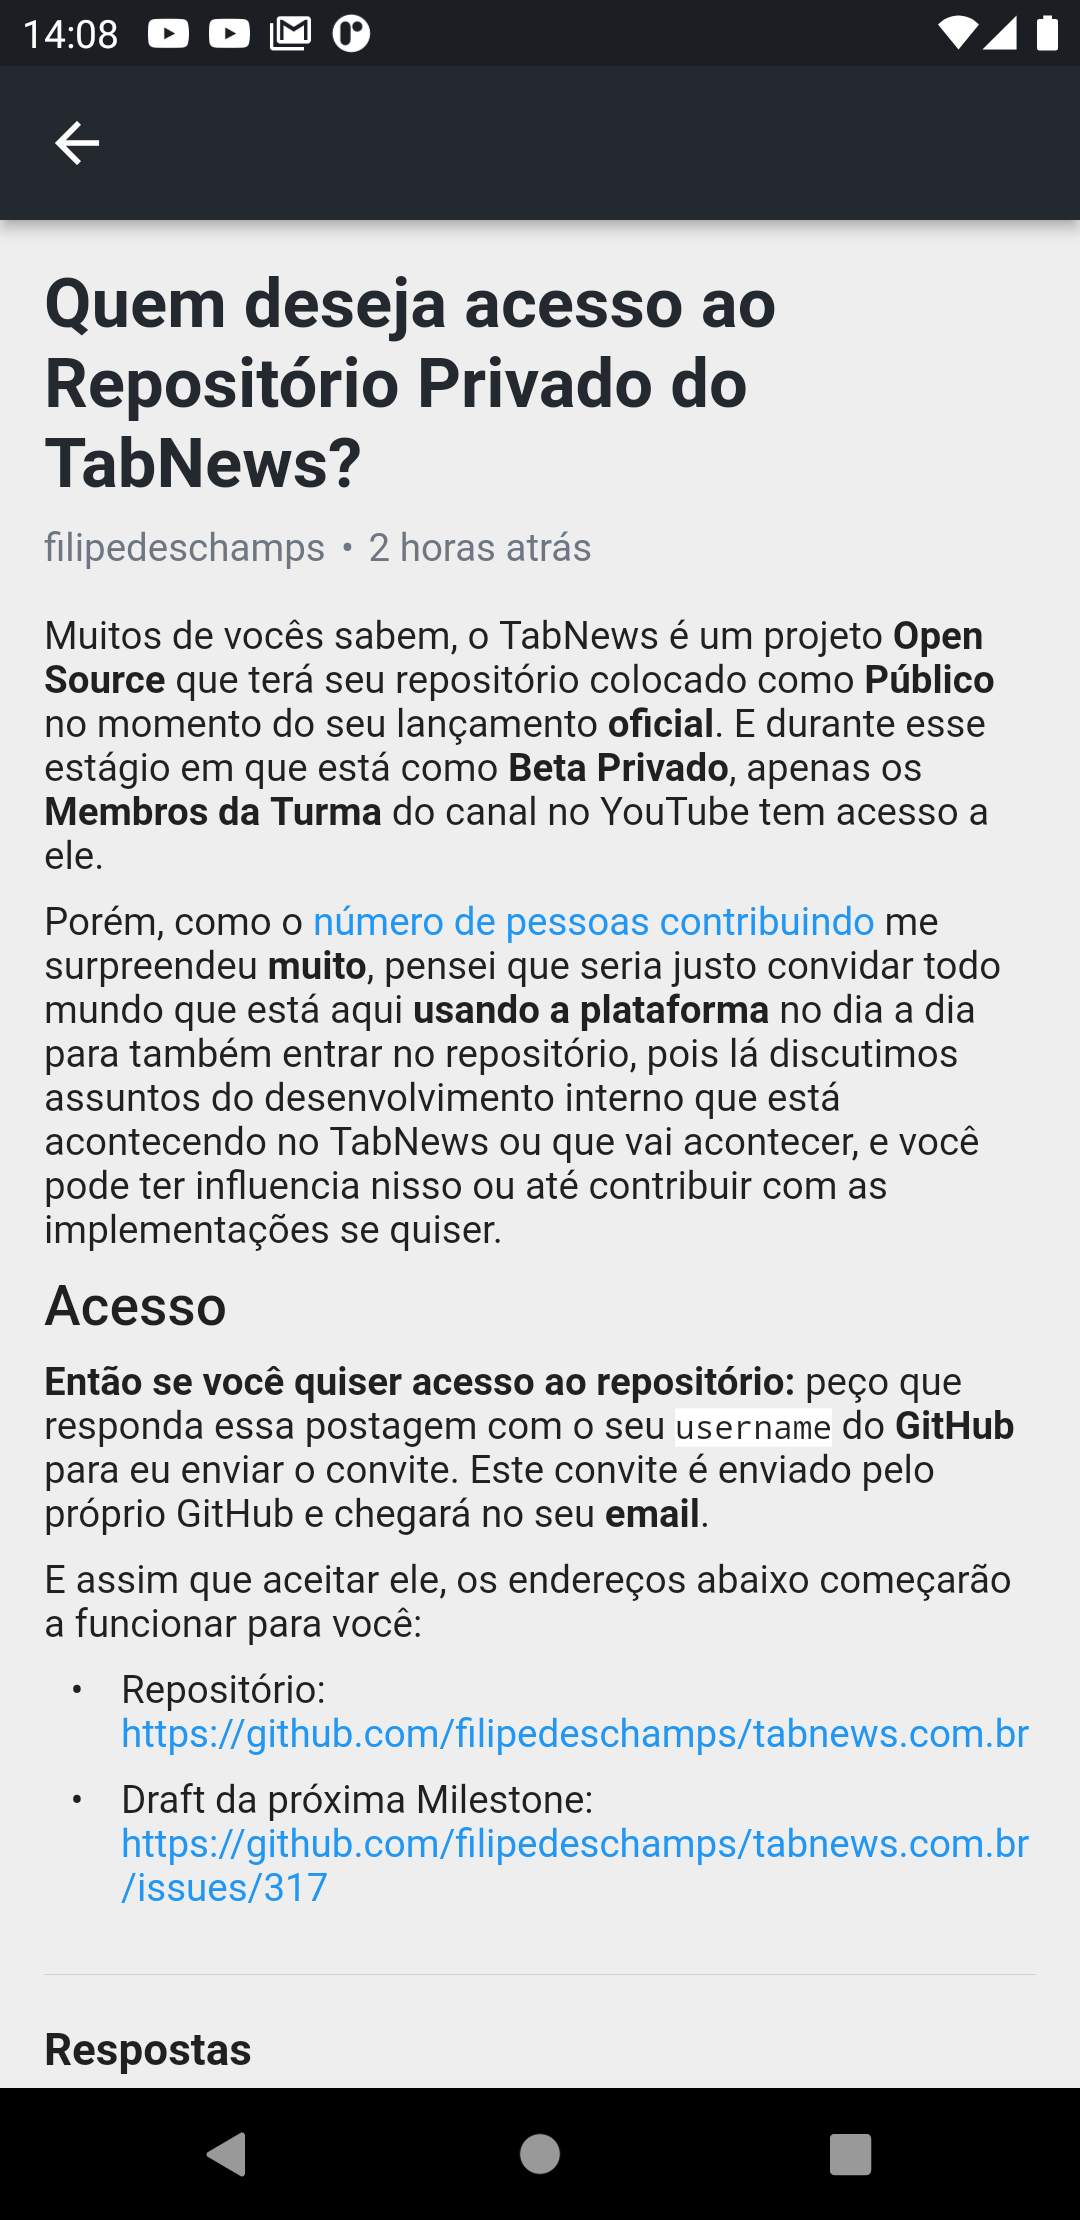 14:08
Quem deseja acesso ao
Repositório Privado do
TabNews?
filipedeschamps • 2 horas atrás
Muitos de vocês sabem, o TabNews é um projeto Open
Source que terá seu repositório colocado como Público
no momento do seu lançamento oficial. E durante esse
estágio em que está como Beta Privado, apenas os
Membros da Turma do canal no YouTube tem acesso a
ele.
Porém, como o número de pessoas contribuindo me
surpreendeu muito, pensei que seria justo convidar todo
mundo que está aqui usando a plataforma no dia a dia
para também entrar no repositório, pois lá discutimos
assuntos do desenvolvimento interno que está
acontecendo no TabNews ou que vai acontecer, e você
pode ter influencia nisso ou até contribuir com as
implementações se quiser.
Acesso
Então se você quiser acesso ao repositório: peço que
responda essa postagem com o seu username do GitHub
para eu enviar o convite. Este convite é enviado pelo
próprio GitHub e chegará no seu email.
E assim que aceitar ele, os endereços abaixo começarão
a funcionar para você:
• Repositório:
https://github.com/filipedeschamps/tabnews.com.br
• Draft da próxima Milestone:
https://github.com/filipedeschamps/tabnews.com.br
/issues/317
Respostas